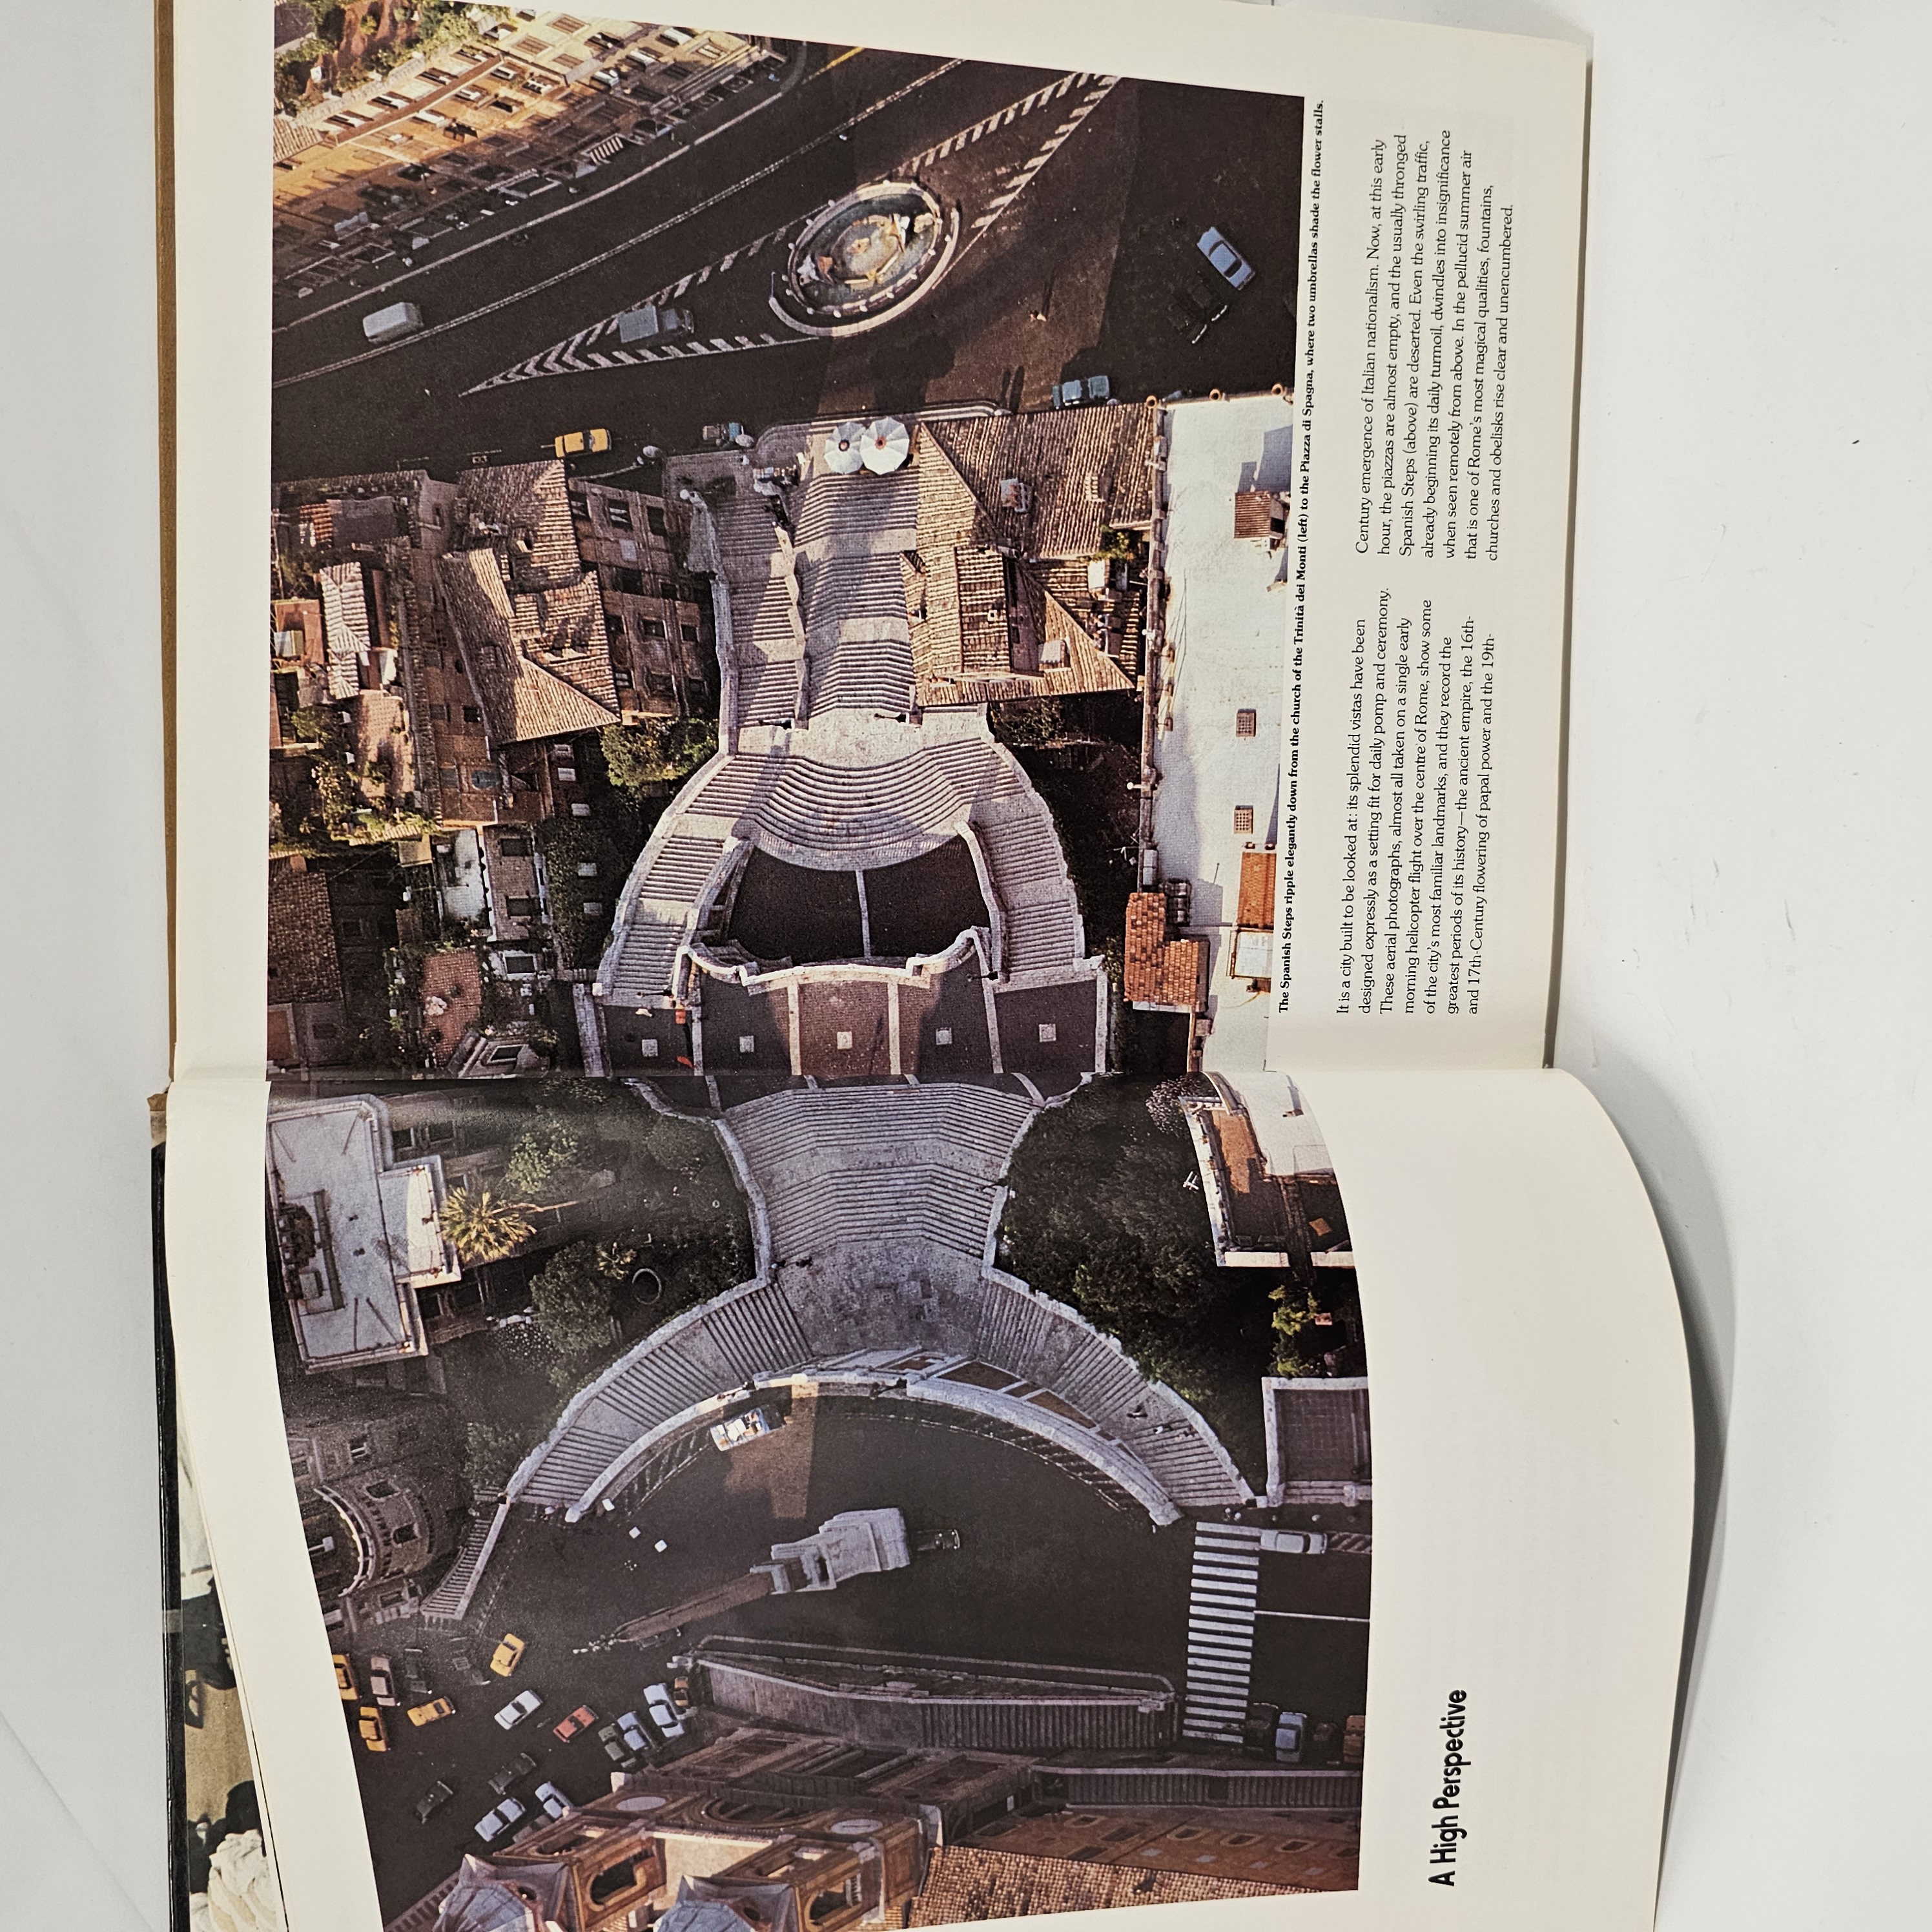 The Spanish Steps ripple elegantly down from the church of the Trinità dei Monti (left) to the Piazza di Spagna, where two umbrellas shade the flower stalls.
A High Perspective
It is a city built to be looked at: its splendid vistas have been
designed expressly as a setting fit for daily pomp and ceremony.
These aerial photographs, almost all taken on a single early
morning helicopter flight over the centre of Rome, show some
of the city's most familiar landmarks, and they record the
greatest periods of its history—the ancient empire, the 16th-
and 17th-Century flowering of papal power and the 19th-
Century emergence of Italian nationalism. Now, at this early
hour, the piazzas are almost empty, and the usually thronged
Spanish Steps (above) are deserted. Even the swirling traffic,
already beginning its daily turmoil, dwindles into insignificance
when seen remotely from above. In the pellucid summer air
that is one of Rome's most magical qualities, fountains,
churches and obelisks rise clear and unencumbered.